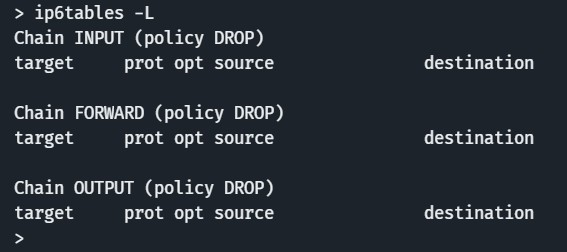 > ip6tables -L
Chain INPUT (policy DROP)
target     prot opt source               destination

Chain FORWARD (policy DROP)
target     prot opt source               destination

Chain OUTPUT (policy DROP)
target     prot opt source               destination
>